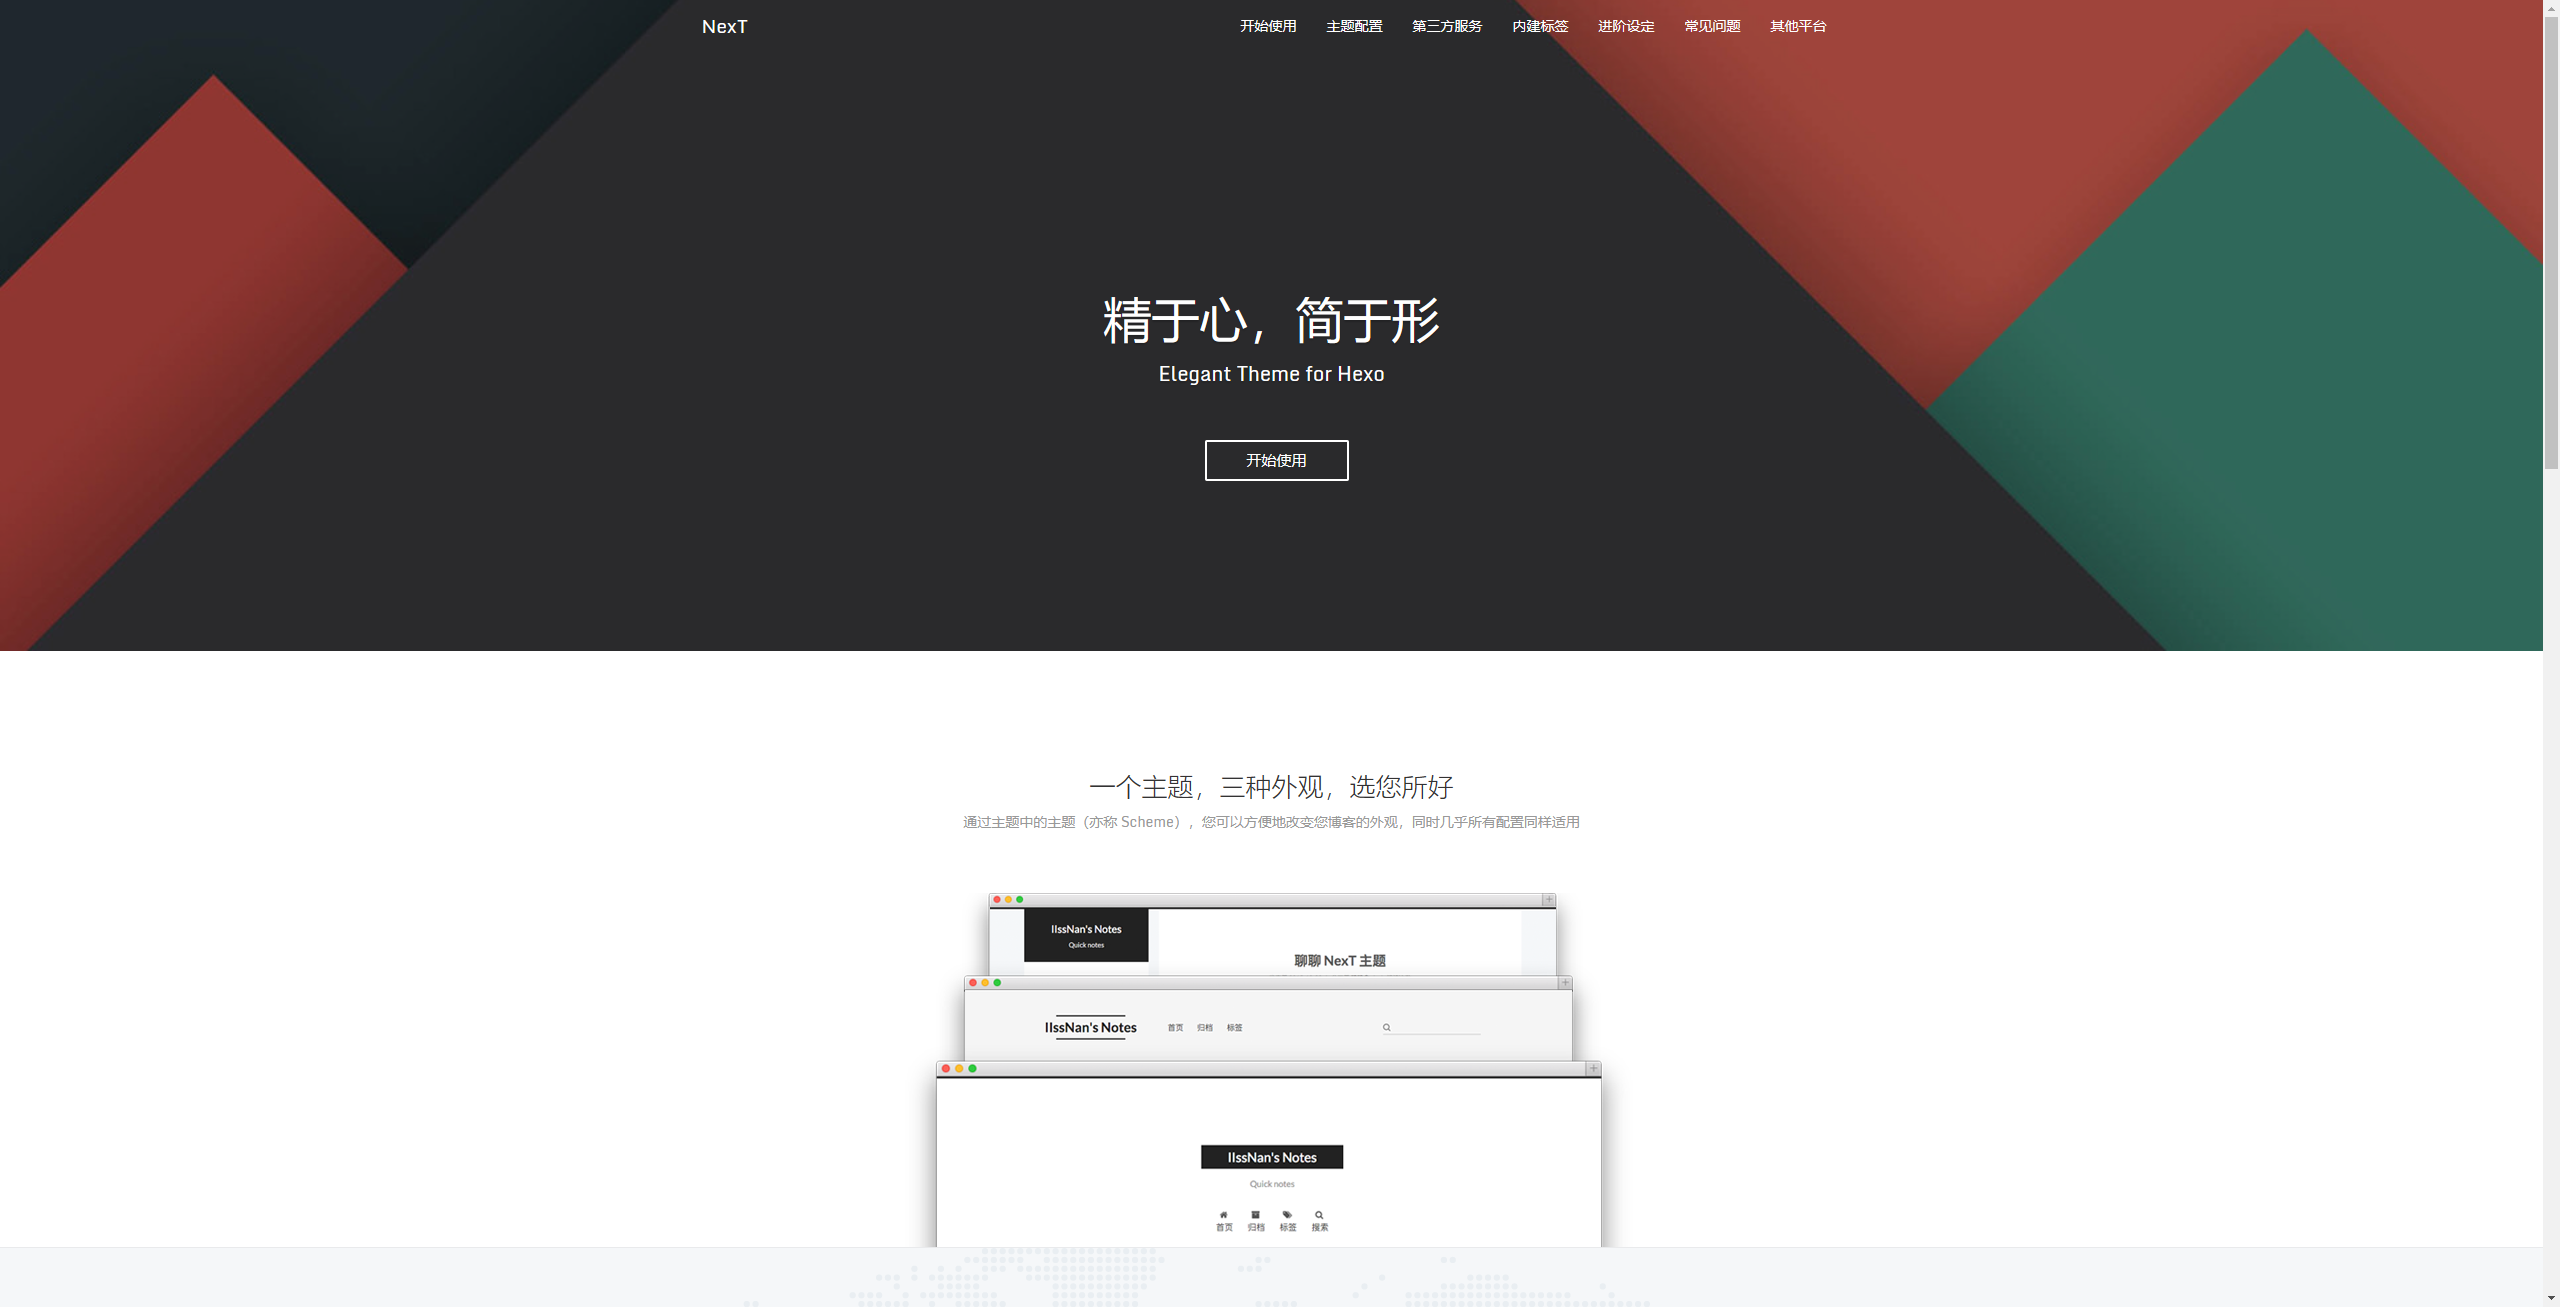 NexT 开始使用 主题配置 第三方服务 内建标签 进阶设定 常见问题 其他平台
精于心，简于形
Elegant Theme for Hexo
开始使用
一个主题，三种外观，选您所好
通过主题中的主题（亦称 Scheme），您可以方便地改变您博客的外观，同时几乎所有配置同样适用
IIssNan's Notes
Quick notes
聊聊 NexT 主题
IIssNan's Notes 首页 归档 标签
IIssNan's Notes
Quick notes
首页 归档 标签 搜索